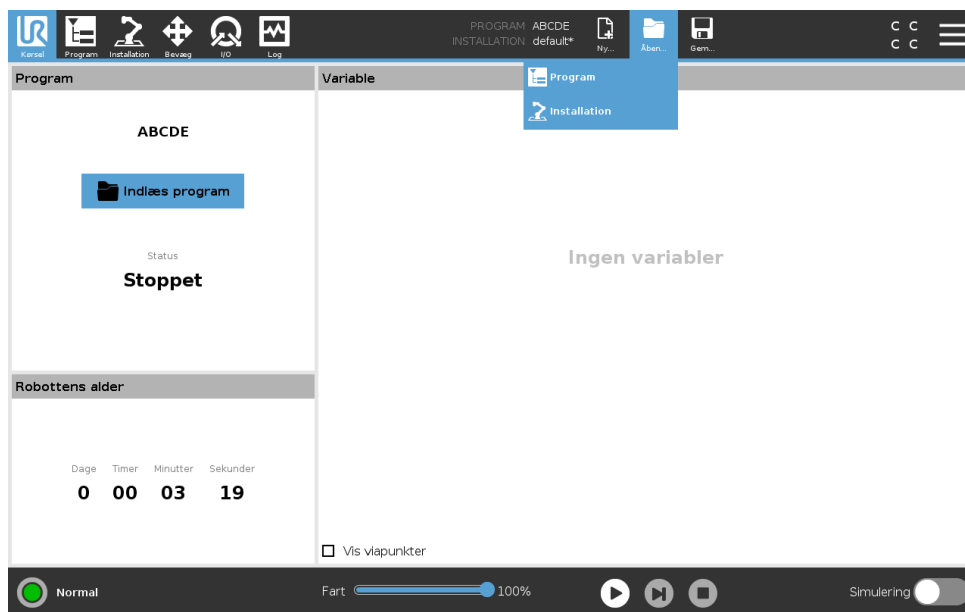 PROGRAM ABCDE
INSTALLATION default*
C C
C C
Kørsel Program Installation Bevæg I/O Log Ny... Åben... Gem...
Program
Installation
Program
ABCDE
Indlæs program
Status
Stoppet
Variable
Ingen variabler
Robottens alder
Dage Timer Minutter Sekunder
0 00 03 19
Vis viapunkter
Normal
Fart 100%
Simulering